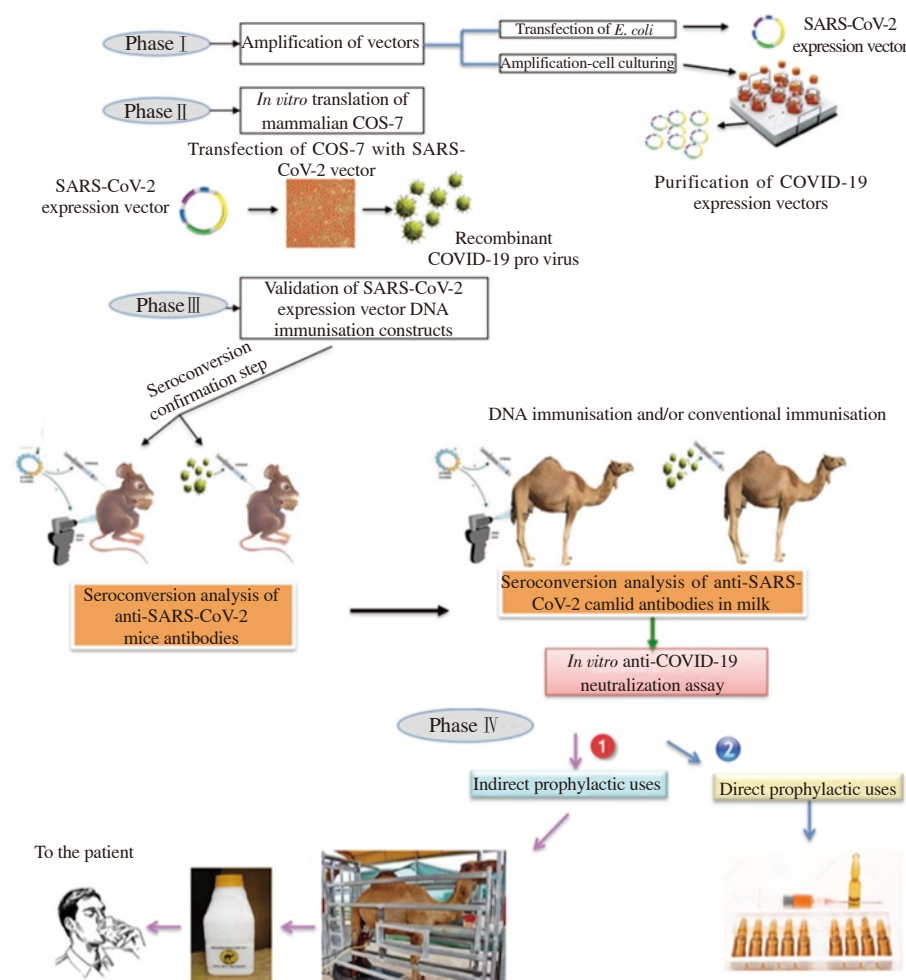 Phase Ⅰ
Amplification of vectors
Transfection of E. coli
SARS-CoV-2
expression vector
Amplification-cell culturing
Purification of COVID-19
expression vectors
Phase Ⅱ
In vitro translation of
mammalian COS-7
Transfection of COS-7 with SARS-
CoV-2 vector
SARS-CoV-2
expression vector
Recombinant
COVID-19 pro virus
Phase Ⅲ
Validation of SARS-CoV-2
expression vector DNA
immunisation constructs
Seroconversion
confirmation step
DNA immunisation and/or conventional immunisation
Seroconversion analysis of
anti-SARS-CoV-2
mice antibodies
Seroconversion analysis of anti-SARS-
CoV-2 camlid antibodies in milk
In vitro anti-COVID-19
neutralization assay
Phase Ⅳ
1
2
Indirect prophylactic uses
Direct prophylactic uses
To the patient